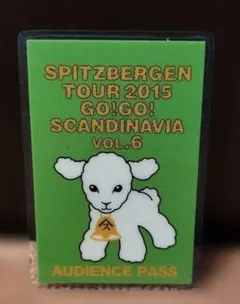 SPITZBERGEN
TOUR 2015
GO!GO!
SCANDINAVIA
VOL.6
AUDIENCE PASS